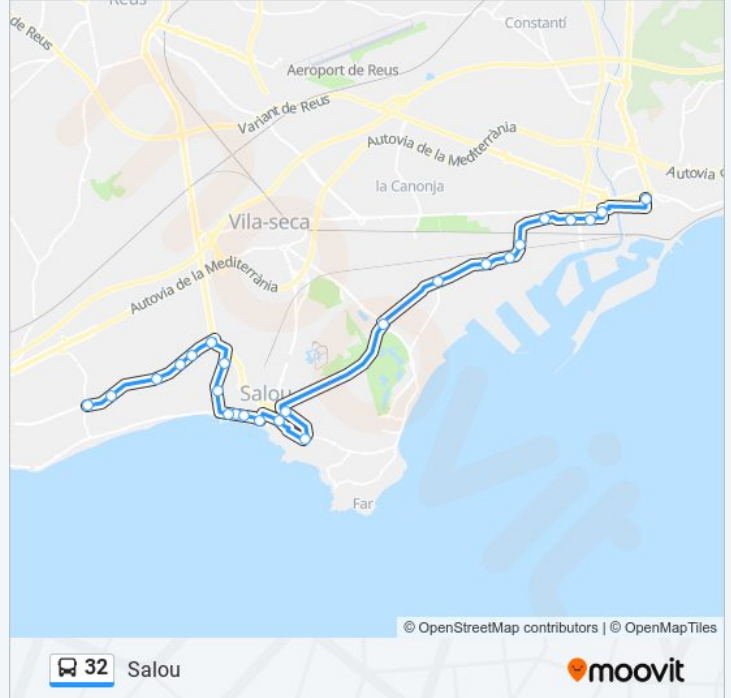 Reus
Constantí
de Reus
Aeroport de Reus
Variant de Reus
Autovia de la Mediterrània
Autovia
la Canonja
Vila-seca
Autovia de la Mediterrània
Salou
Far
© OpenStreetMap contributors | © OpenMapTiles
32 Salou
moovit